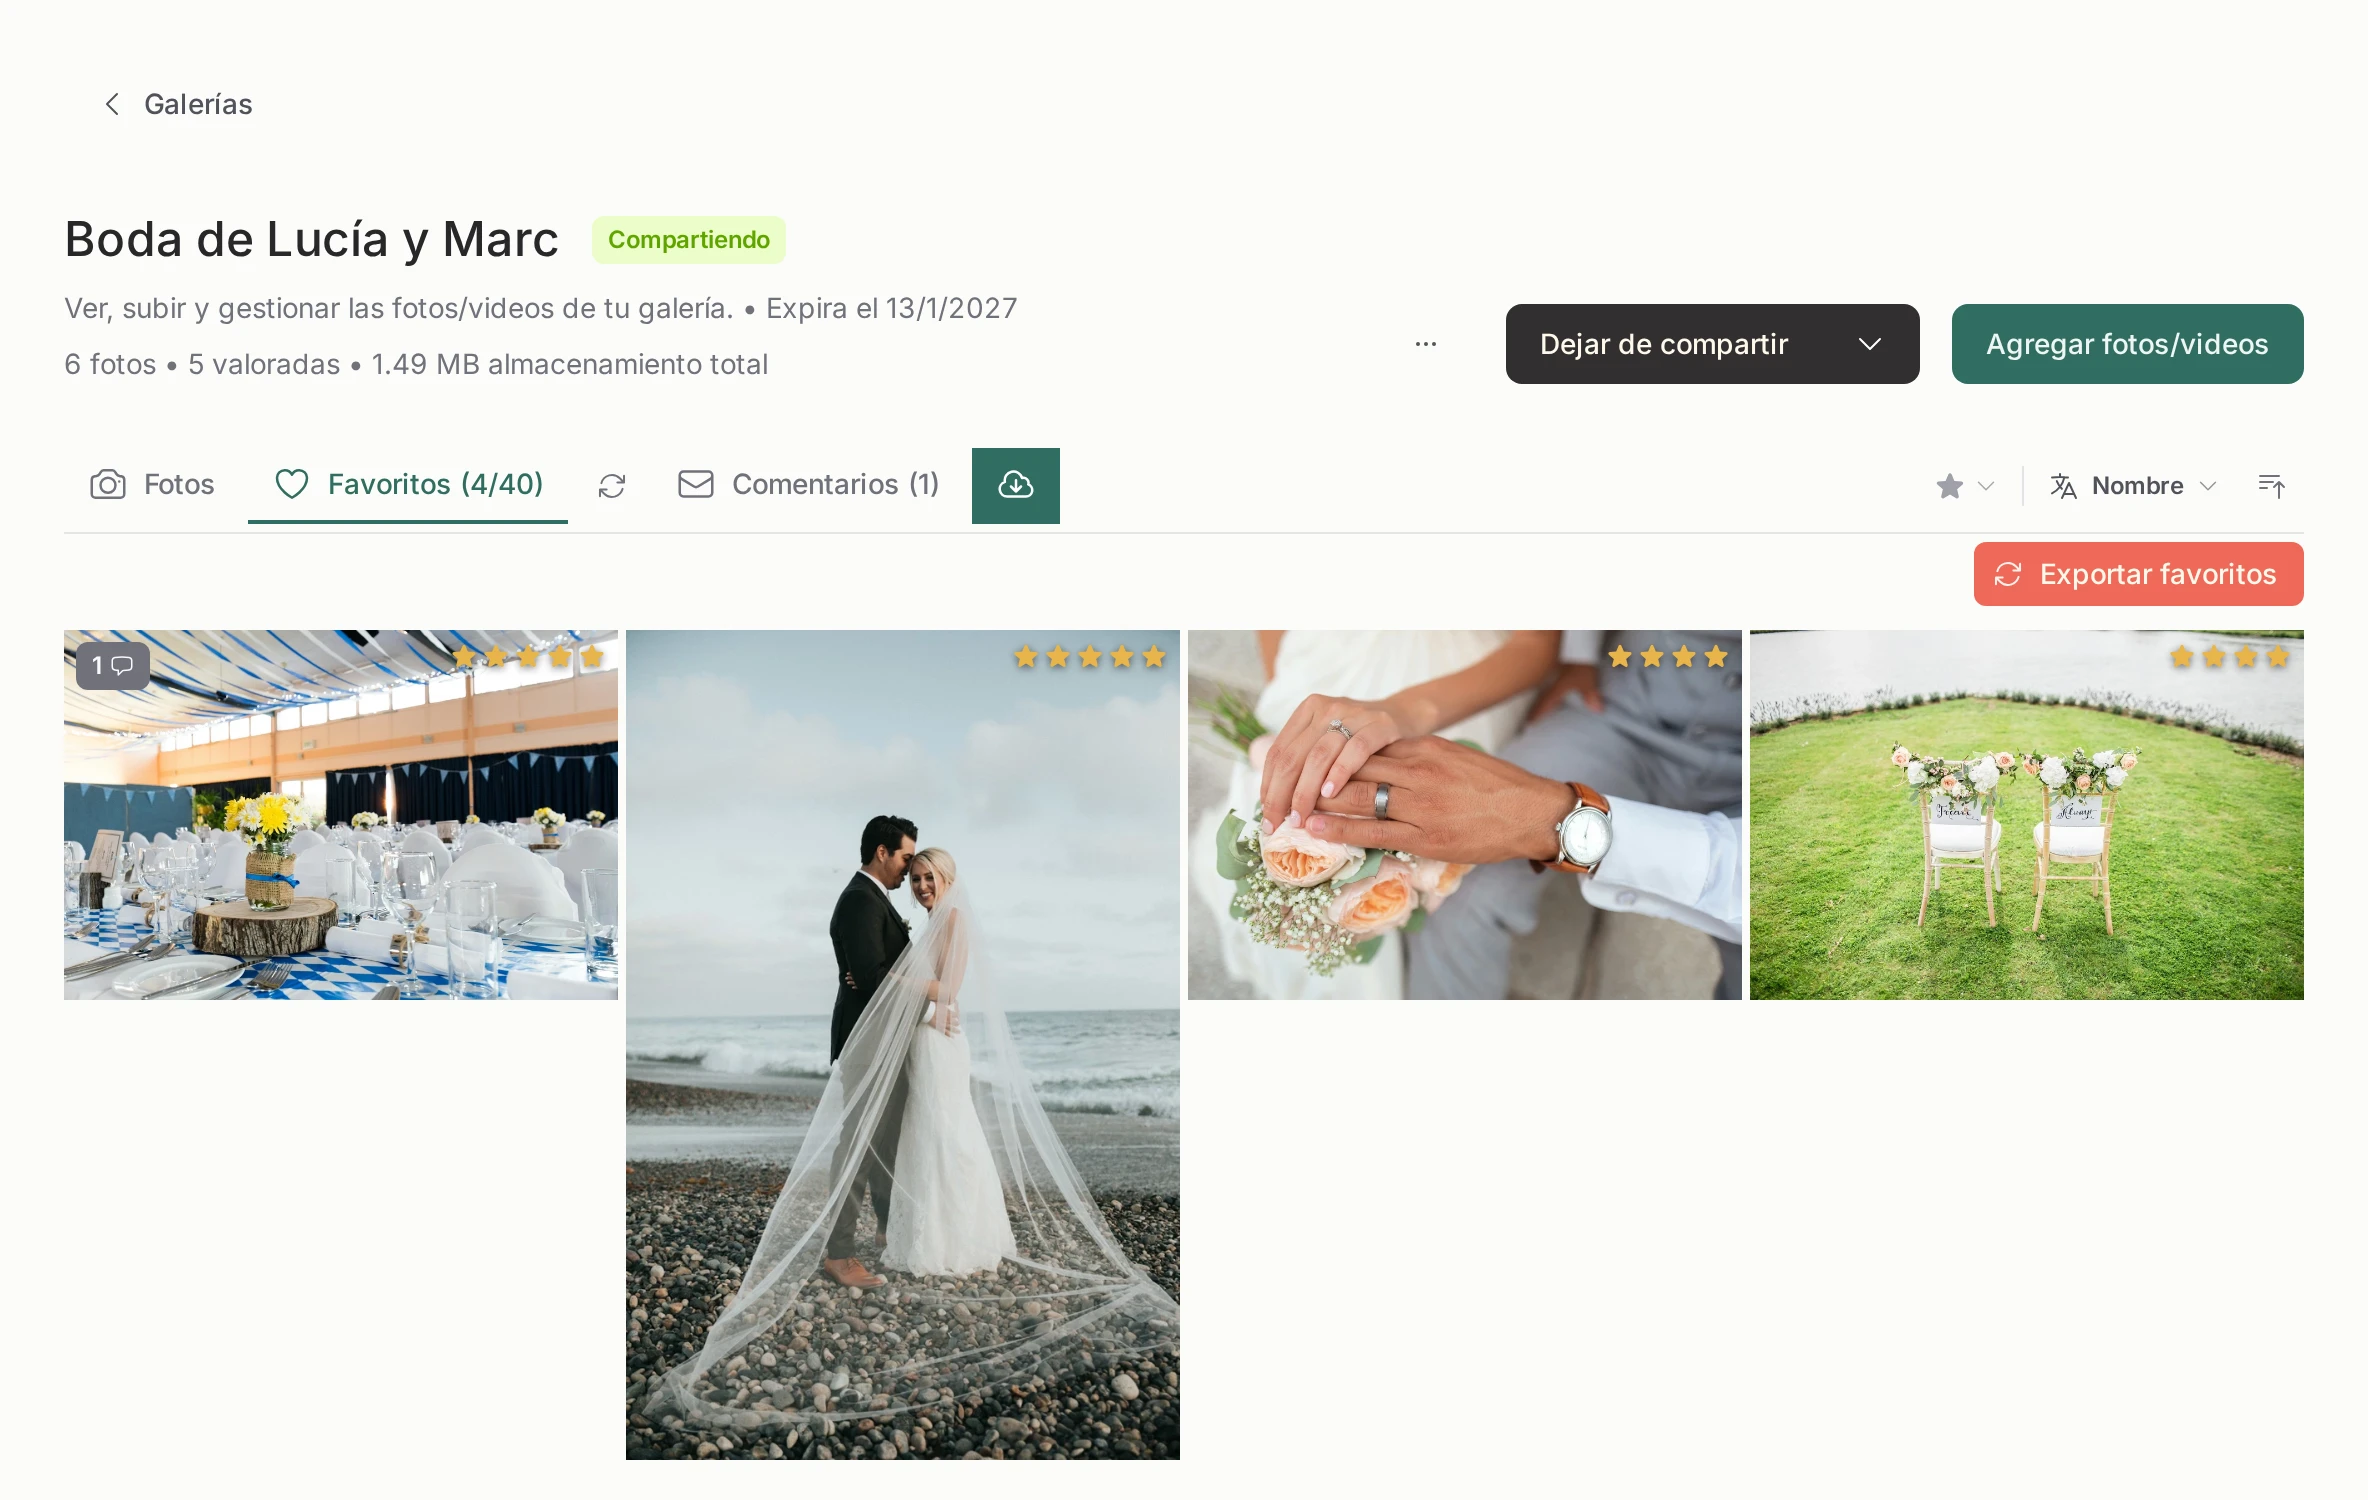 Galerías
Boda de Lucía y Marc
Compartiendo
Ver, subir y gestionar las fotos/videos de tu galería. • Expira el 13/1/2027
6 fotos • 5 valoradas • 1.49 MB almacenamiento total
...
Dejar de compartir
Agregar fotos/videos
Fotos
Favoritos (4/40)
Comentarios (1)
Nombre
Exportar favoritos
1
Always